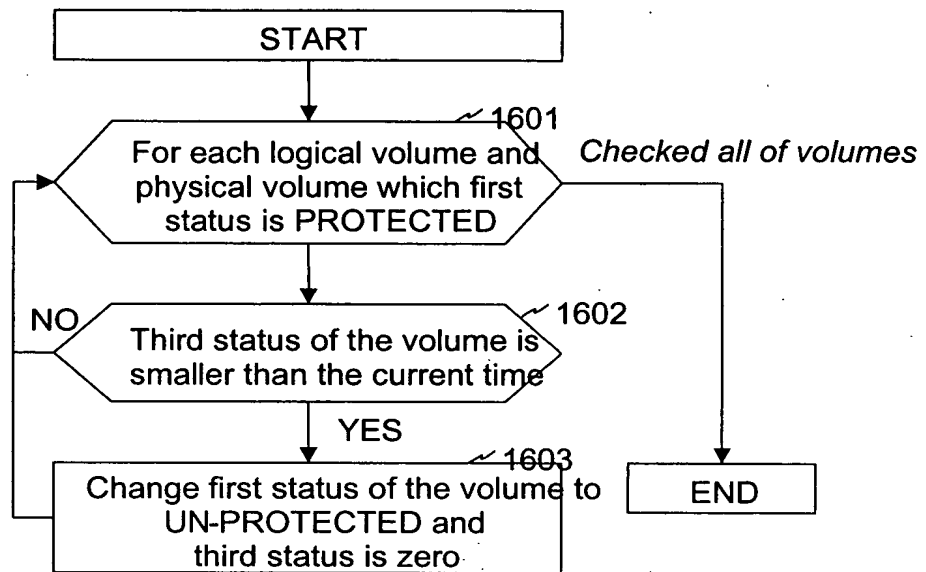 START
1601
For each logical volume and
physical volume which first
status is PROTECTED
Checked all of volumes
NO
1602
Third status of the volume is
smaller than the current time
YES
1603
Change first status of the volume to
UN-PROTECTED and
third status is zero
END